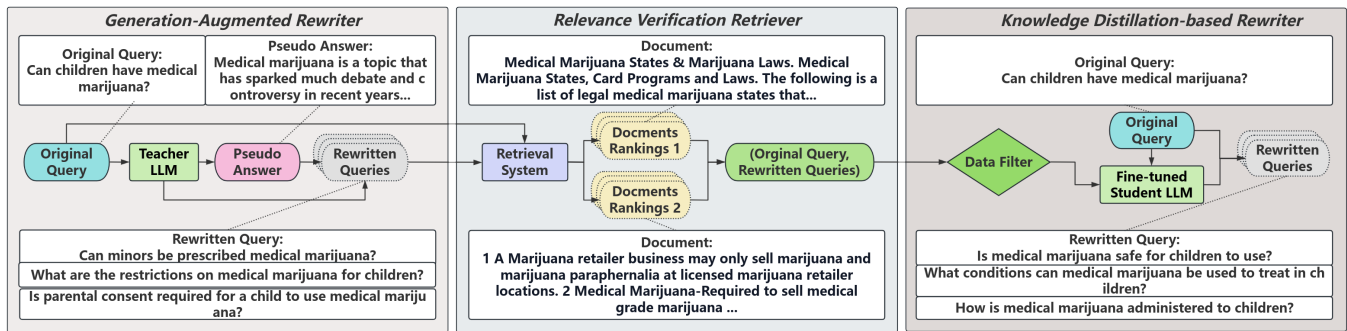 Generation-Augmented Rewriter
Original Query:
Can children have medical
marijuana?
Pseudo Answer:
Medical marijuana is a topic that
has sparked much debate and c
ontroversy in recent years...
Original
Query
Teacher
LLM
Pseudo
Answer
Rewritten
Queries
Rewritten Query:
Can minors be prescribed medical marijuana?
What are the restrictions on medical marijuana for children?
Is parental consent required for a child to use medical mariju
ana?
Relevance Verification Retriever
Document:
Medical Marijuana States & Marijuana Laws. Medical
Marijuana States, Card Programs and Laws. The following is a
list of legal medical marijuana states that...
Retrieval
System
Docments
Rankings 1
Docments
Rankings 2
(Orginal Query,
Rewritten Queries)
Document:
1 A Marijuana retailer business may only sell marijuana and
marijuana paraphernalia at licensed marijuana retailer
locations. 2 Medical Marijuana-Required to sell medical
grade marijuana ...
Knowledge Distillation-based Rewriter
Original Query:
Can children have medical marijuana?
Data Filter
Original
Query
Fine-tuned
Student LLM
Rewritten
Queries
Rewritten Query:
Is medical marijuana safe for children to use?
What conditions can medical marijuana be used to treat in ch
ildren?
How is medical marijuana administered to children?